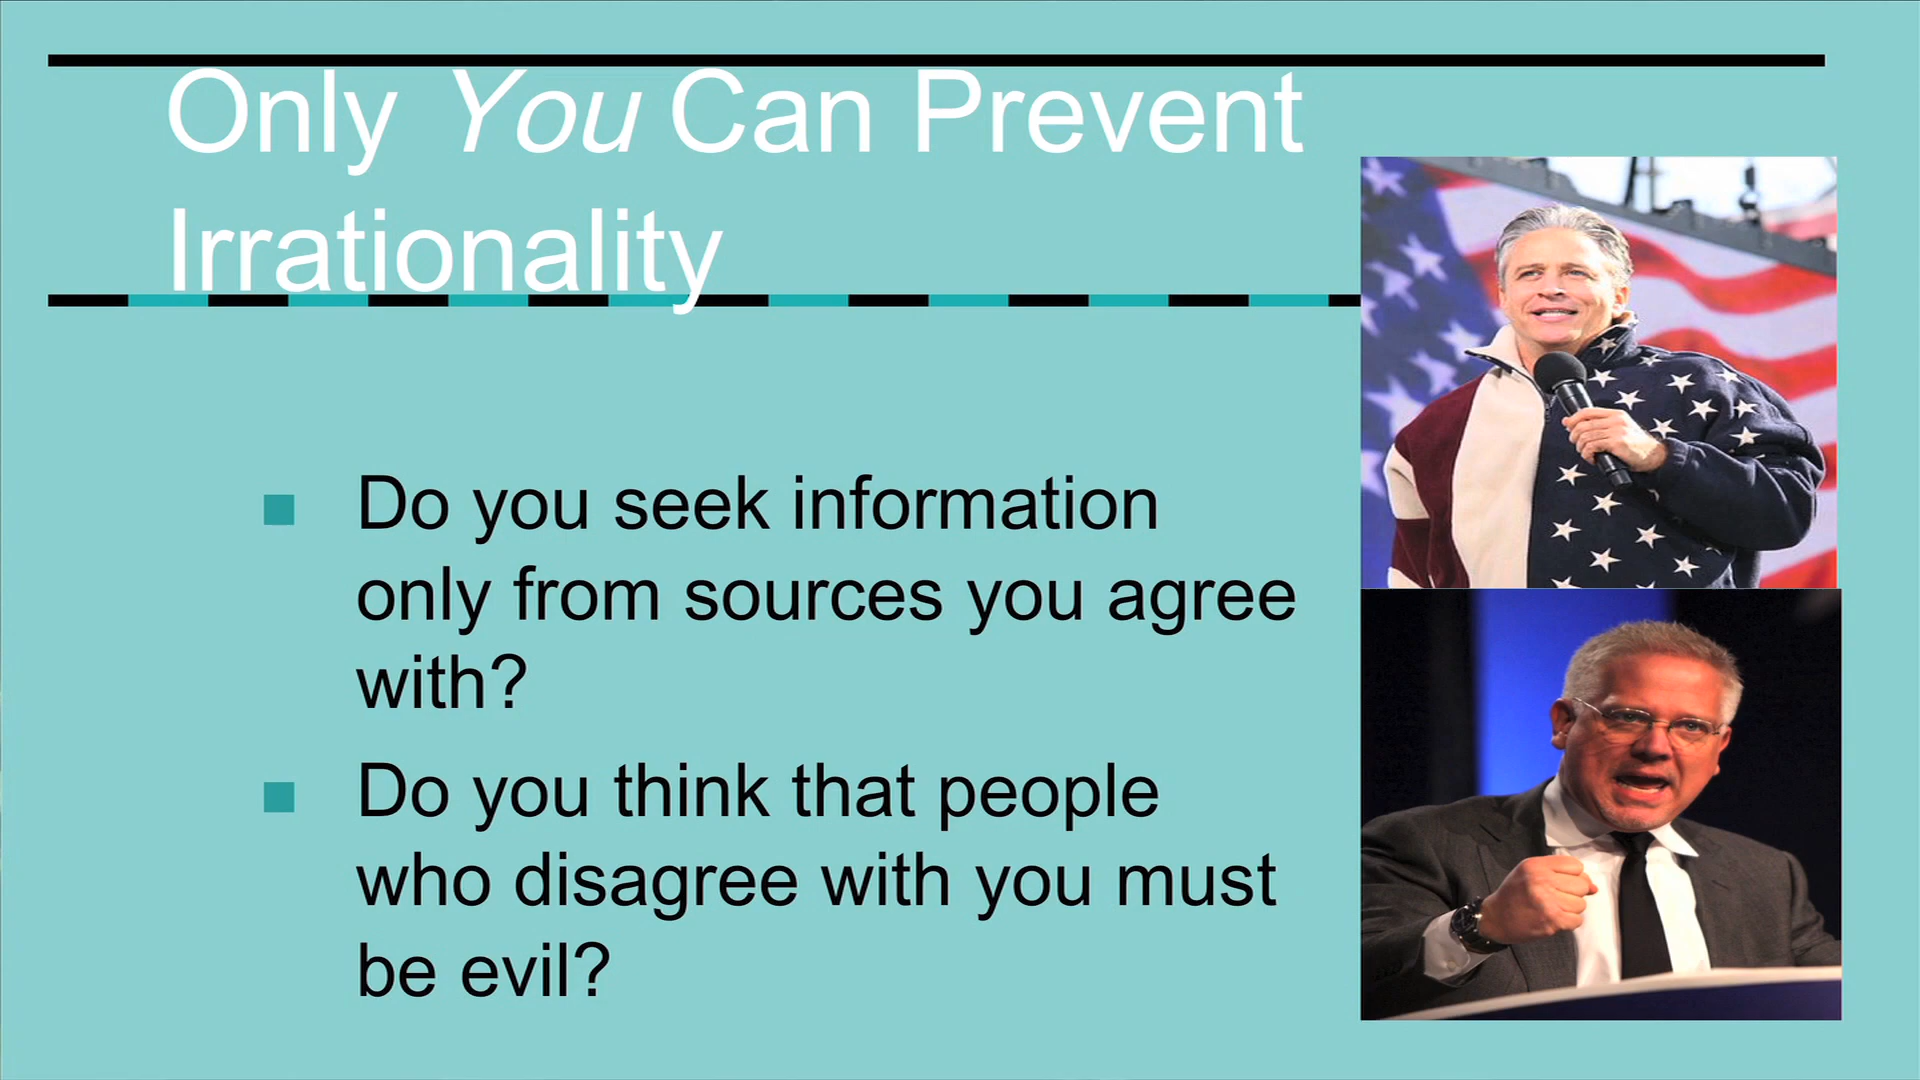 Only You Can Prevent
Irrationality
Do you seek information
only from sources you agree
with?
Do you think that people
who disagree with you must
be evil?